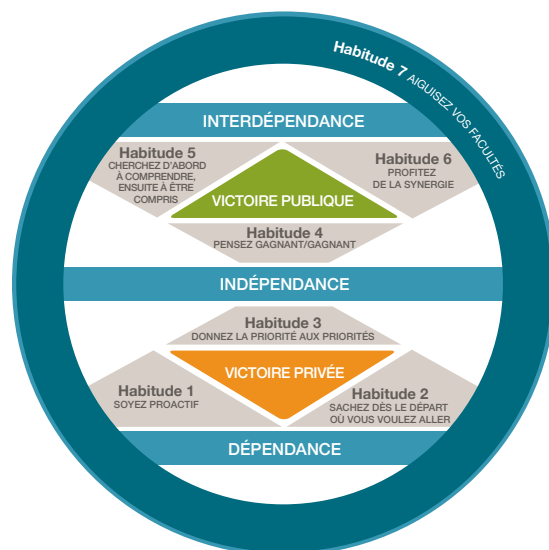 Habitude 7 AIGUISEZ VOS FACULTÉS
INTERDÉPENDANCE
Habitude 5
CHERCHEZ D'ABORD
À COMPRENDRE,
ENSUITE À ÊTRE
COMPRIS
Habitude 6
PROFITEZ
DE LA SYNERGIE
VICTOIRE PUBLIQUE
Habitude 4
PENSEZ GAGNANT/GAGNANT
INDÉPENDANCE
Habitude 3
DONNEZ LA PRIORITÉ AUX PRIORITÉS
VICTOIRE PRIVÉE
Habitude 1
SOYEZ PROACTIF
Habitude 2
SACHEZ DÈS LE DÉPART
OÙ VOUS VOULEZ ALLER
DÉPENDANCE